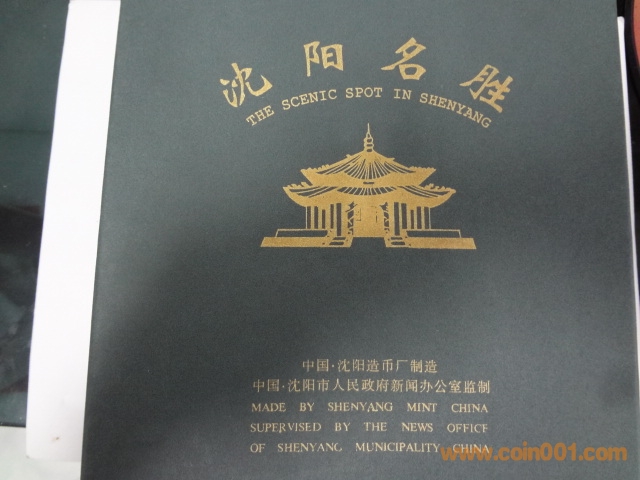 沈阳名胜
THE SCENIC SPOT IN SHENYANG
中国·沈阳造币厂制造
中国·沈阳市人民政府新闻办公室监制
MADE BY SHENYANG MINT CHINA
SUPERVISED BY THE NEWS OFFICE
OF SHENYANG MUNICIPALITY CHINA
www.coin001.com